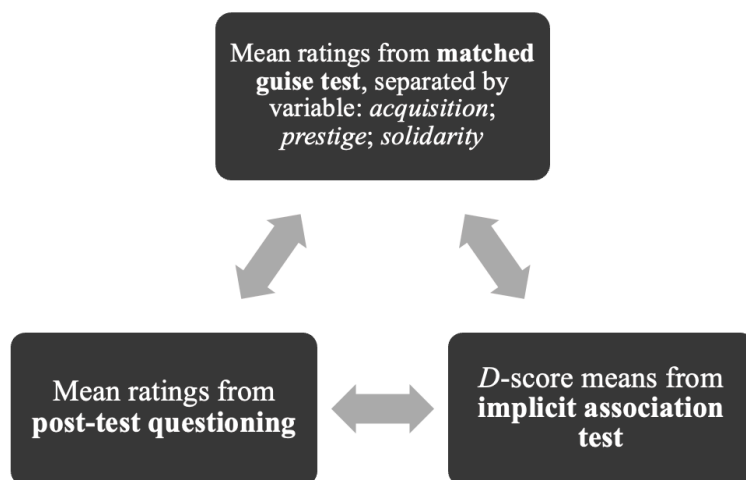 Mean ratings from matched
guise test, separated by
variable: acquisition;
prestige; solidarity
Mean ratings from
post-test questioning
D-score means from
implicit association
test